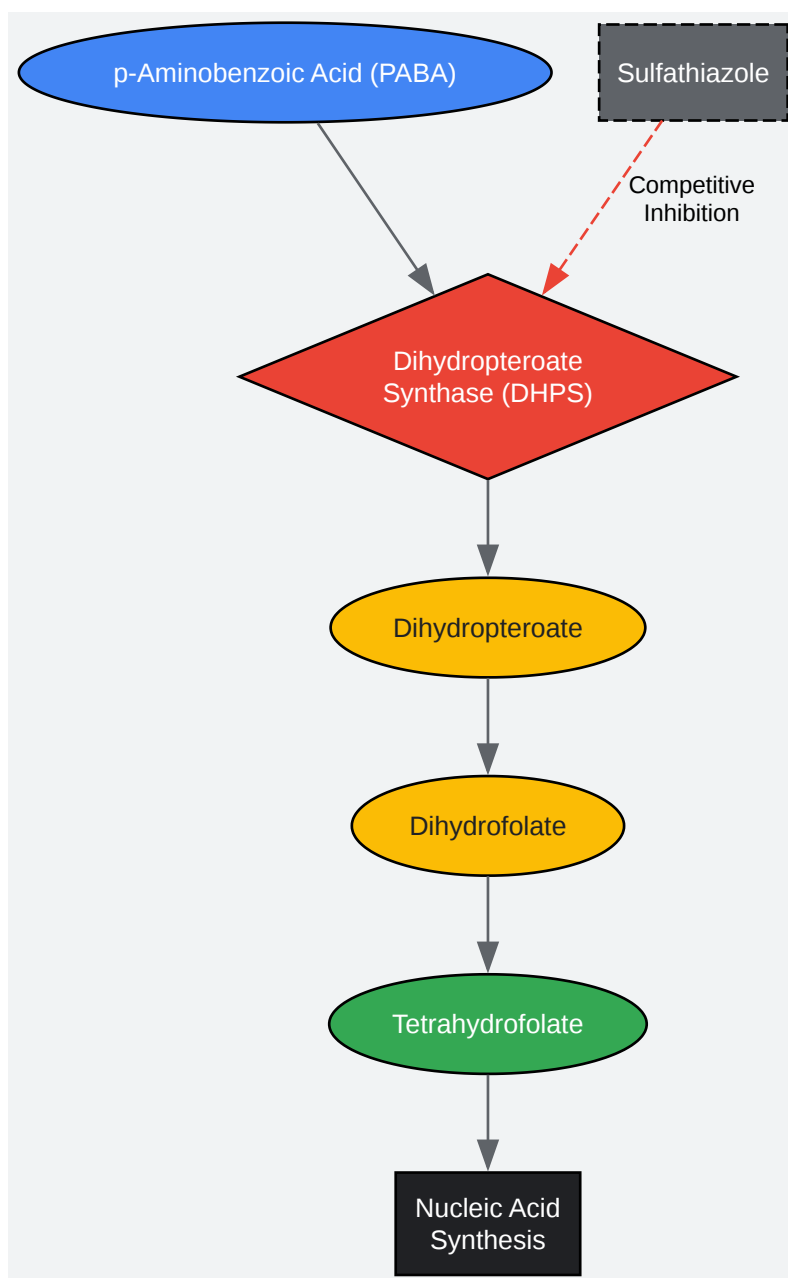 p-Aminobenzoic Acid (PABA)
Sulfathiazole
Competitive
Inhibition
Dihydropteroate
Synthase (DHPS)
Dihydropteroate
Dihydrofolate
Tetrahydrofolate
Nucleic Acid
Synthesis